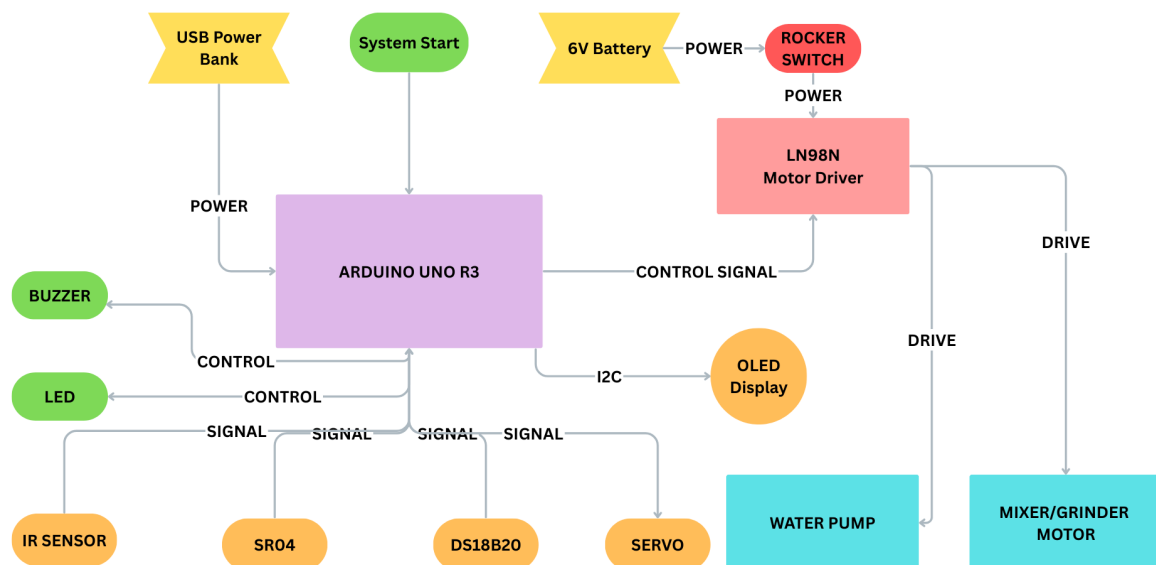 USB Power
Bank
System Start
6V Battery
POWER
ROCKER
SWITCH
POWER
LN98N
Motor Driver
POWER
ARDUINO UNO R3
CONTROL SIGNAL
DRIVE
BUZZER
DRIVE
CONTROL
OLED
Display
I2C
LED
CONTROL
SIGNAL
SIGNAL
SIGNAL
SIGNAL
IR SENSOR
SR04
DS18B20
SERVO
WATER PUMP
MIXER/GRINDER
MOTOR